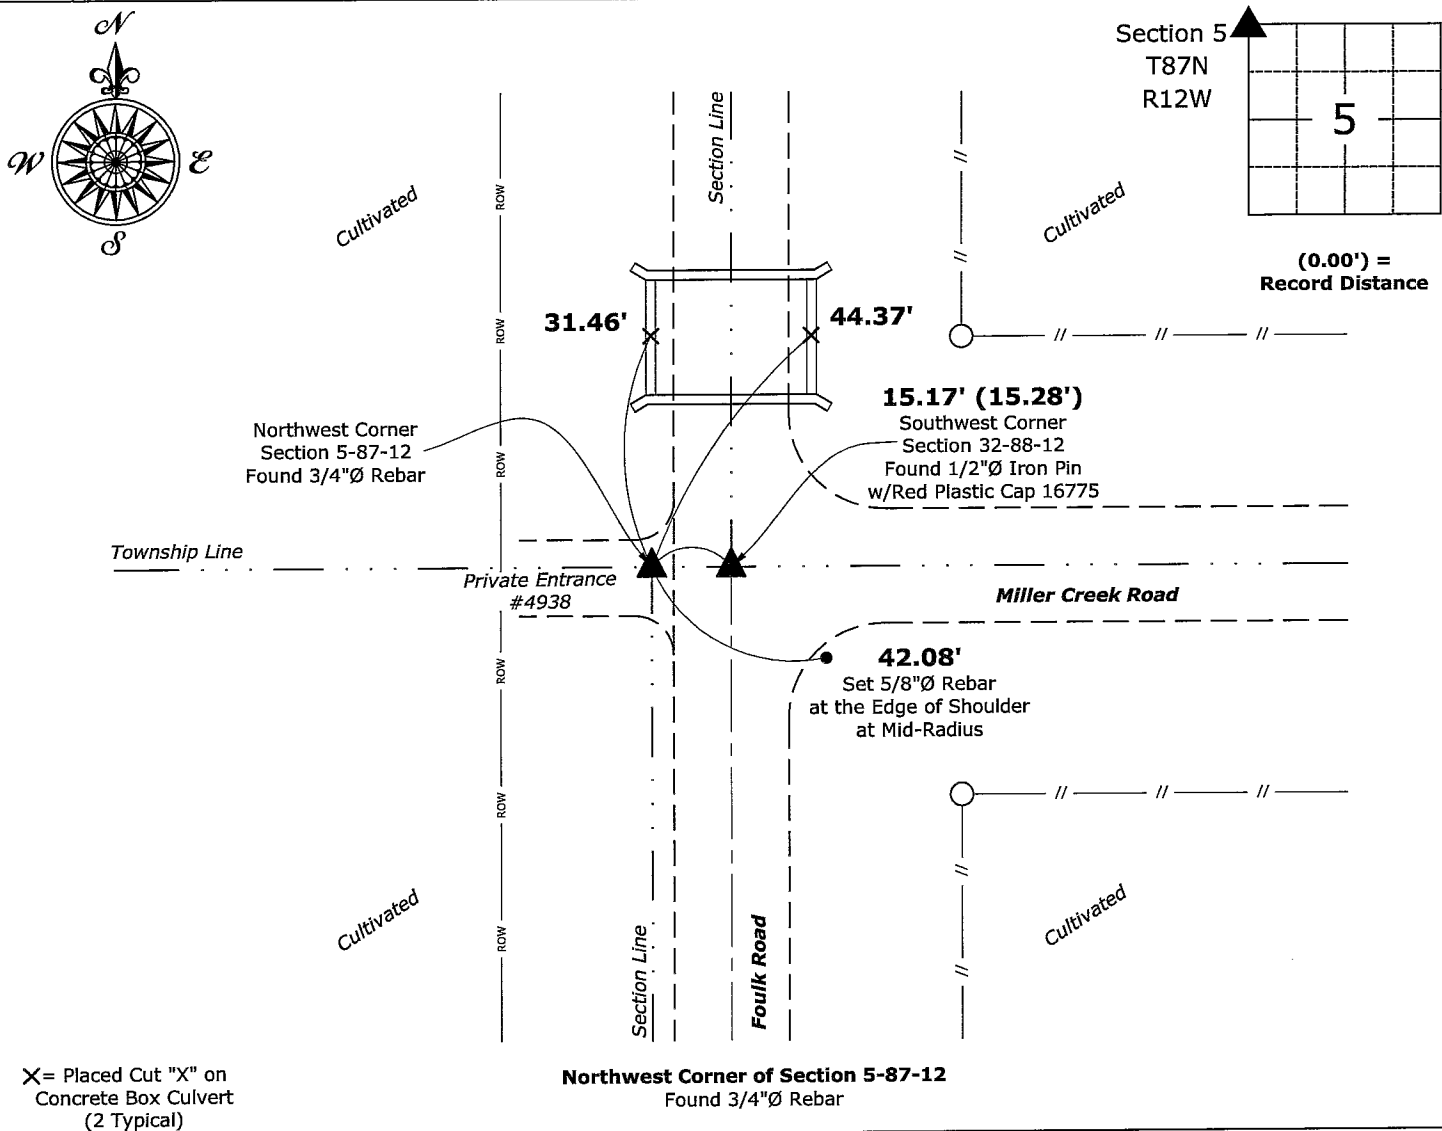 N
W
E
S
Section 5
T87N
R12W
5
(0.00') =
Record Distance
Cultivated
ROW
Section Line
Cultivated
ROW
31.46'
44.37'
15.17' (15.28')
Southwest Corner
Section 32-88-12
Found 1/2"Ø Iron Pin
w/Red Plastic Cap 16775
Northwest Corner
Section 5-87-12
Found 3/4"Ø Rebar
ROW
Township Line
ROW
Private Entrance
#4938
Miller Creek Road
42.08'
Set 5/8"Ø Rebar
at the Edge of Shoulder
at Mid-Radius
ROW
ROW
Cultivated
ROW
Section Line
Foulk Road
Cultivated
X= Placed Cut "X" on
Concrete Box Culvert
(2 Typical)
Northwest Corner of Section 5-87-12
Found 3/4"Ø Rebar